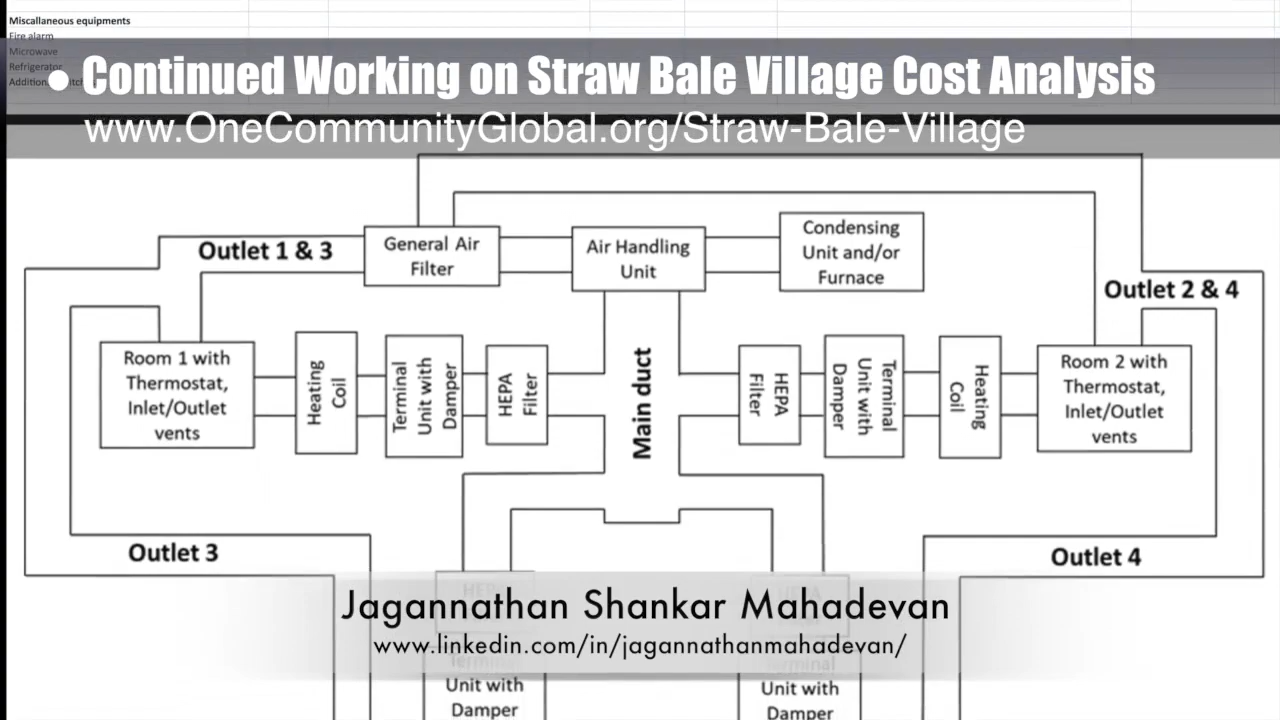 Miscallaneous equipments
Fire alarm
Microwave
Refrigerator
• Continued Working on Straw Bale Village Cost Analysis
www.OneCommunityGlobal.org/Straw-Bale-Village
Outlet 1 & 3
General Air
Filter
Air Handling
Unit
Condensing
Unit and/or
Furnace
Outlet 2 & 4
Room 1 with
Thermostat,
Inlet/Outlet
vents
Heating
Coil
Terminal
Unit with
Damper
HEPA
Filter
Main duct
HEPA
Filter
Terminal
Unit with
Damper
Heating
Coil
Room 2 with
Thermostat,
Inlet/Outlet
vents
Outlet 3
Outlet 4
Jagannathan Shankar Mahadevan
www.linkedin.com/in/jagannathanmahadevan/
Terminal
Unit with
Damper
Terminal
Unit with
Damper